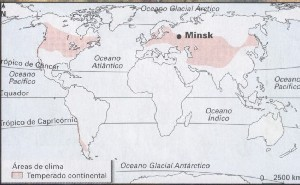 Oceano Glacial Ártico
Minsk
Oceano
Atlântico
Trópico de Câncer
Oceano
Pacífico
Oceano
Pacífico
Equador
Oceano
Índico
Trópico de Capricórnio
Áreas de clima
Temperado continental
Oceano Glacial Antártico
0 2500 km
N